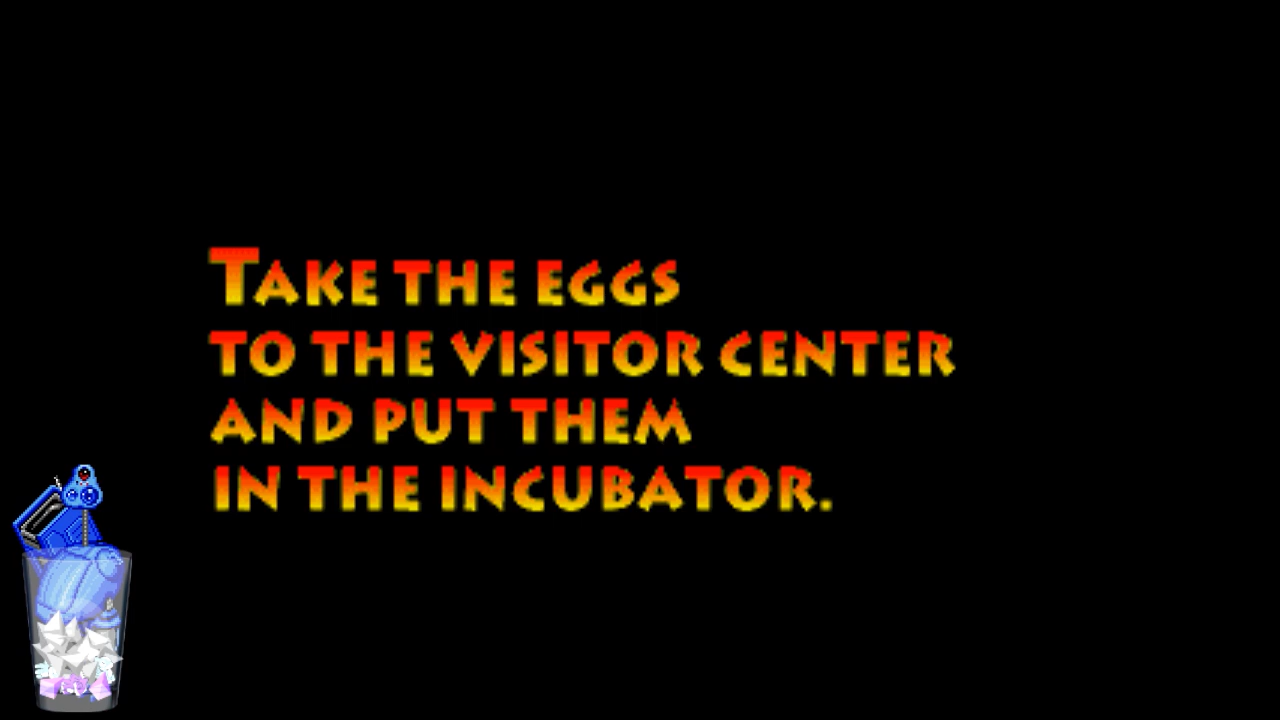 TAKE THE EGGS
TO THE VISITOR CENTER
AND PUT THEM
IN THE INCUBATOR.